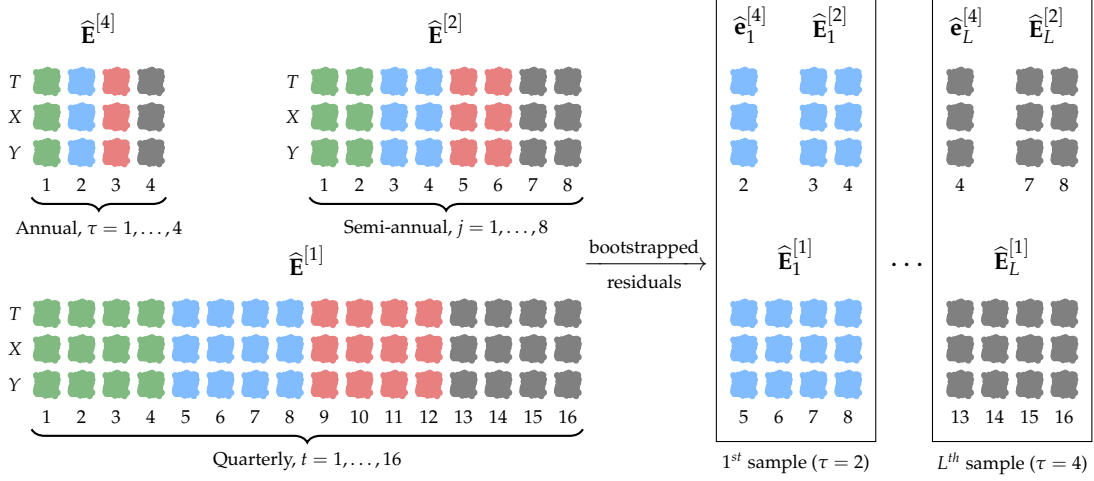 Ê^[4]
T
X
Y
1 2 3 4
Annual, τ = 1, . . . , 4
Ê^[2]
T
X
Y
1 2 3 4 5 6 7 8
Semi-annual, j = 1, . . . , 8
Ê^[1]
T
X
Y
1 2 3 4 5 6 7 8 9 10 11 12 13 14 15 16
Quarterly, t = 1, . . . , 16
bootstrapped
residuals
ê_1^[4] Ê_1^[2]
2 3 4
Ê_1^[1]
5 6 7 8
1^st sample (τ = 2)
. . .
ê_L^[4] Ê_L^[2]
4 7 8
Ê_L^[1]
13 14 15 16
L^th sample (τ = 4)